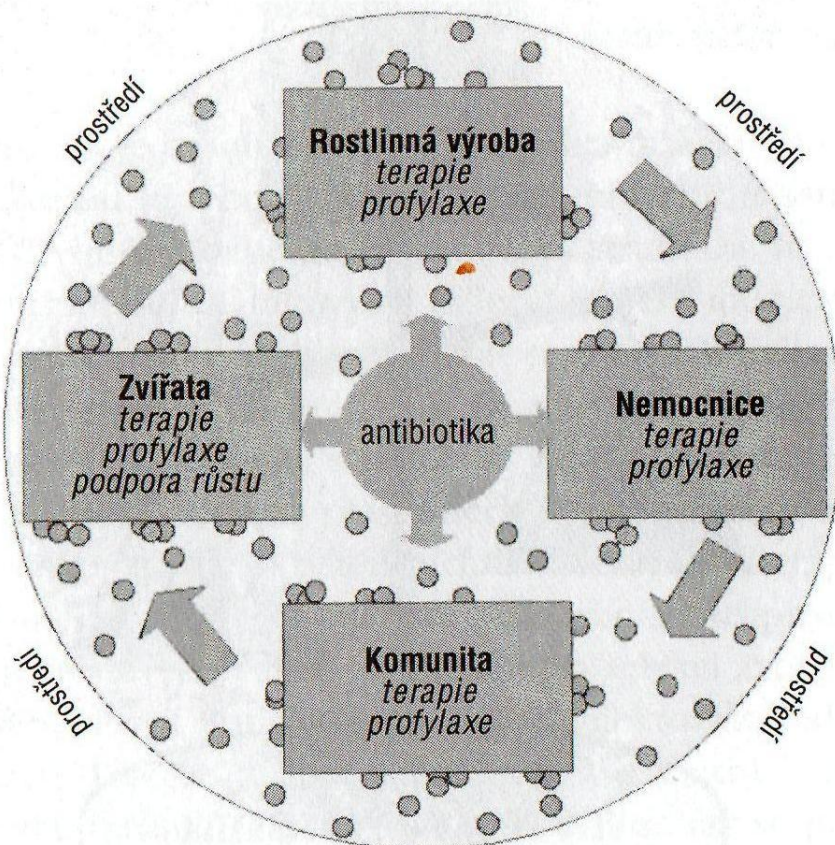 prostředí
prostředí
Rostlinná výroba
terapie
profylaxe
Zvířata
terapie
profylaxe
podpora růstu
antibiotika
Nemocnice
terapie
profylaxe
Komunita
terapie
profylaxe
prostředí
prostředí